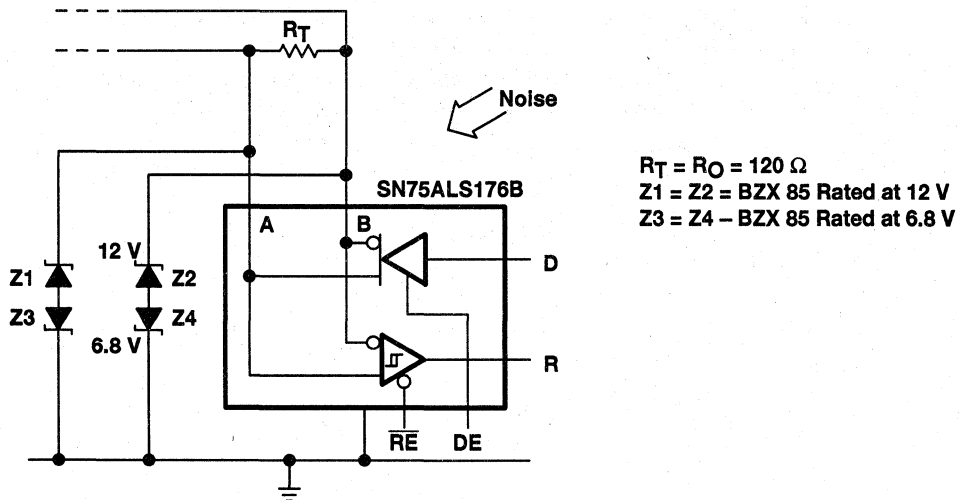 RT
Noise
RT = RO = 120 Ω
Z1 = Z2 = BZX 85 Rated at 12 V
Z3 = Z4 – BZX 85 Rated at 6.8 V
SN75ALS176B
A
B
12 V
Z1
Z2
D
Z3
Z4
6.8 V
R
RE
DE